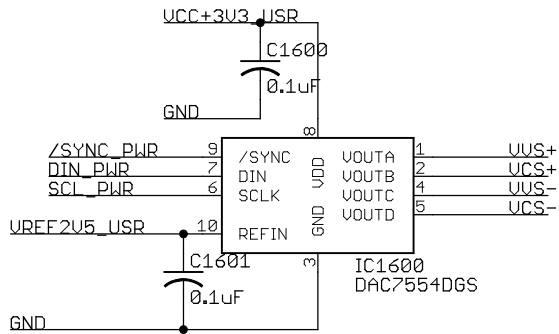 VCC+3V3_USR
C1600
0.1uF
GND
8
/SYNC_PWR 9 /SYNC VOUTA 1 VVS+
DIN_PWR 7 DIN VOUTB 2 VCS+
SCL_PWR 6 SCLK VOUTC 4 VVS-
VOUTD 5 VCS-
VDD
GND
VREF2V5_USR 10 REFIN
3
C1601
0.1uF
GND
IC1600
DAC7554DGS